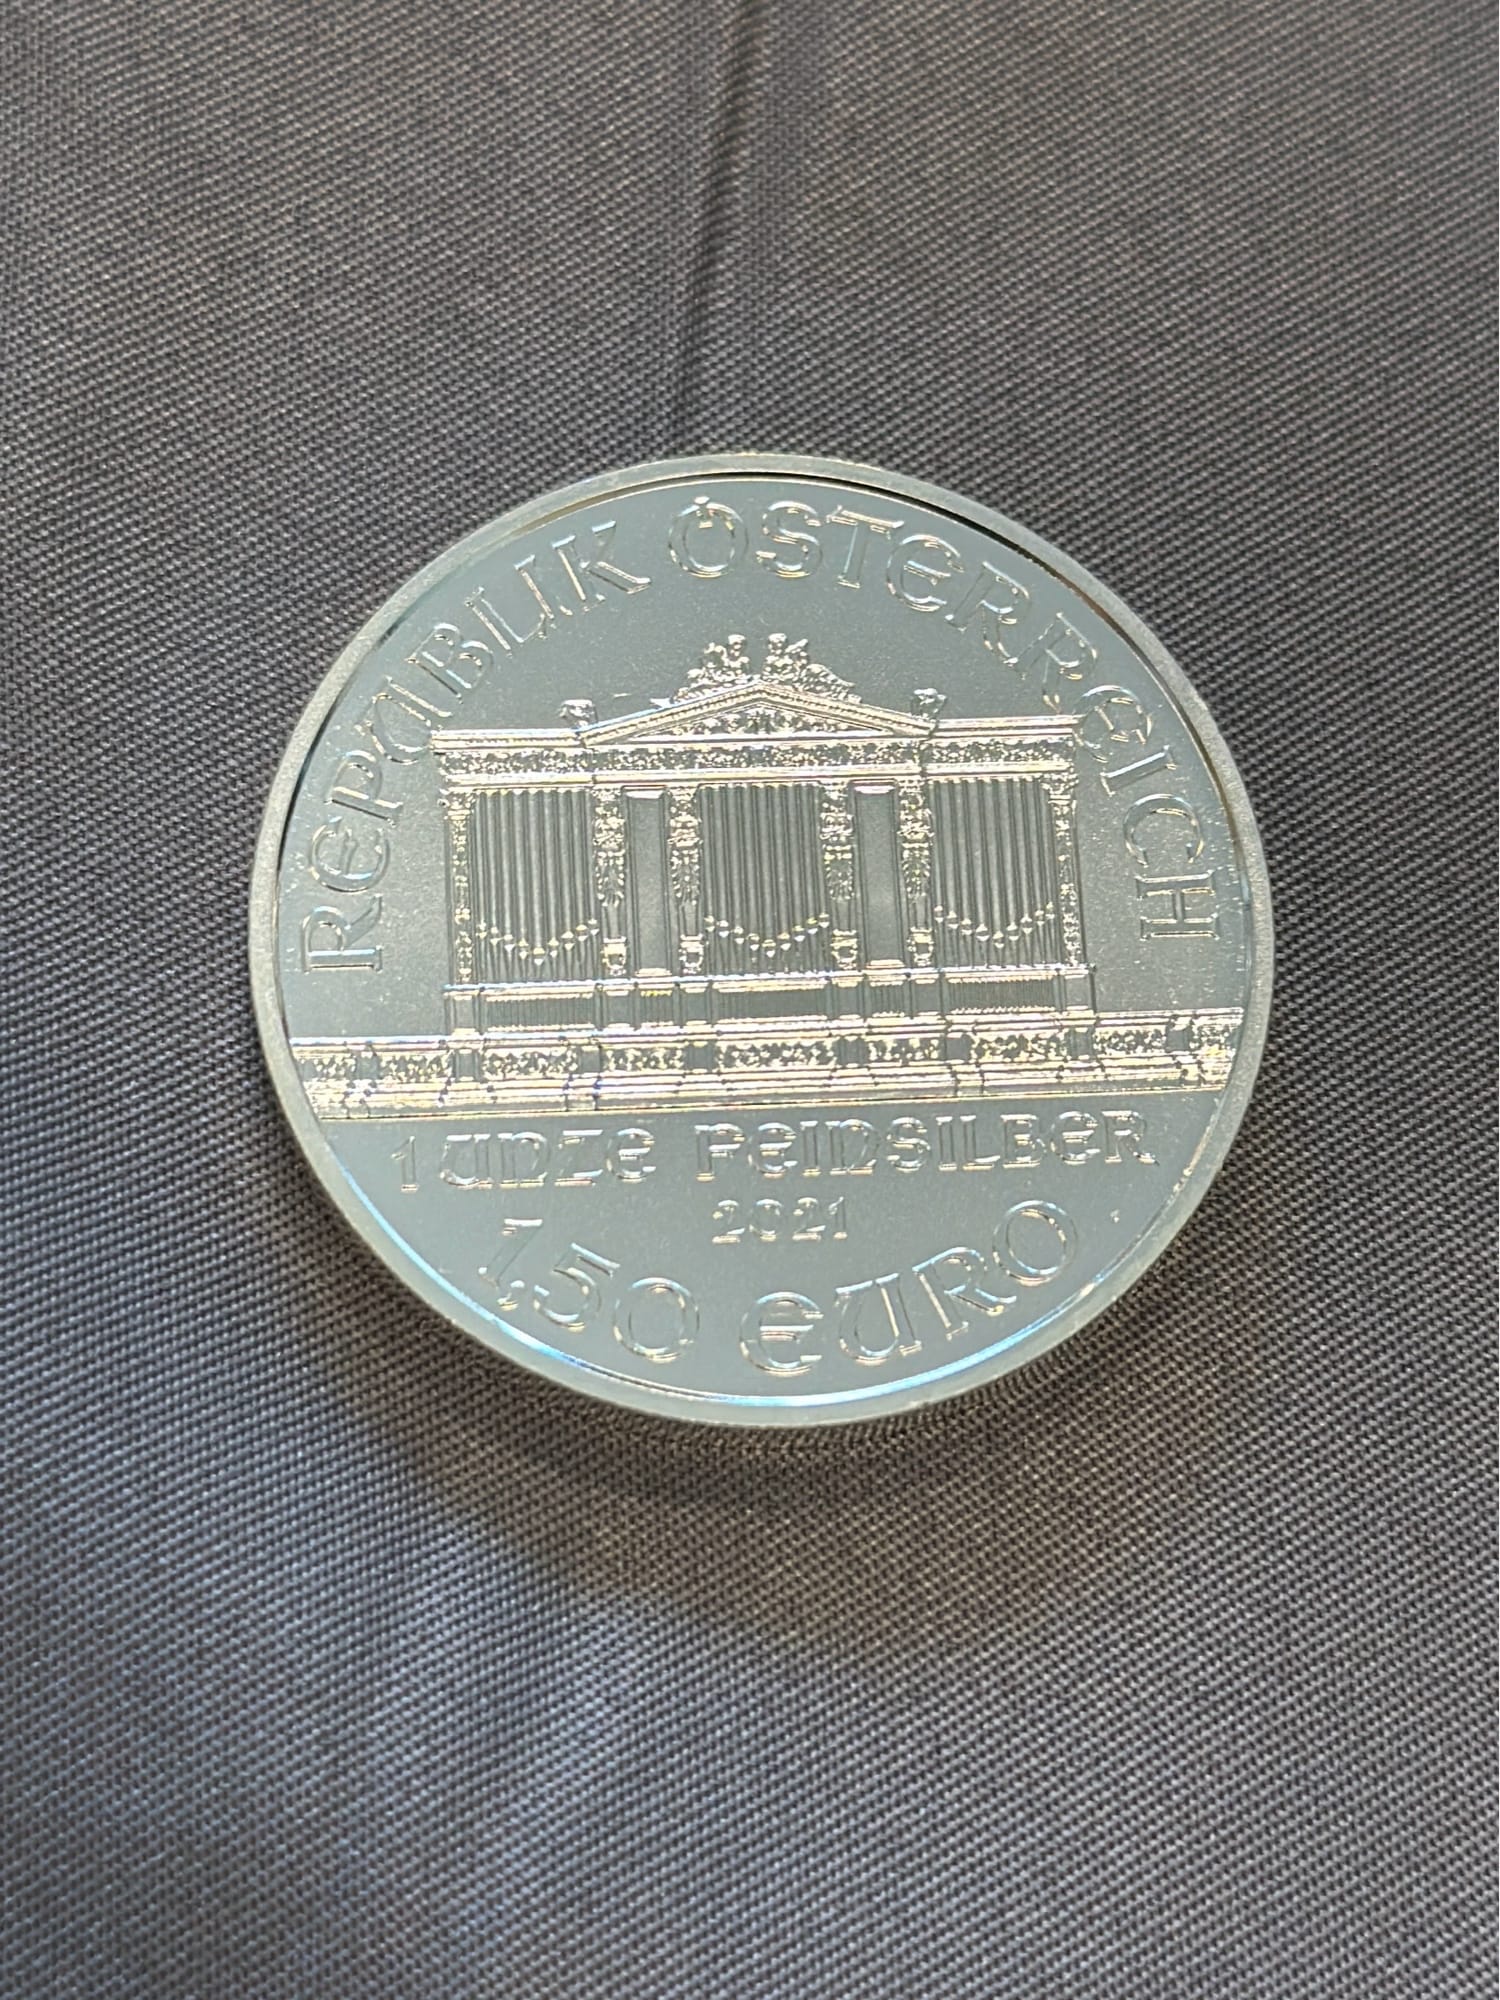 REPUBLIK ÖSTERREICH
1 UNZE FEINSILBER
2021
1,50 EURO